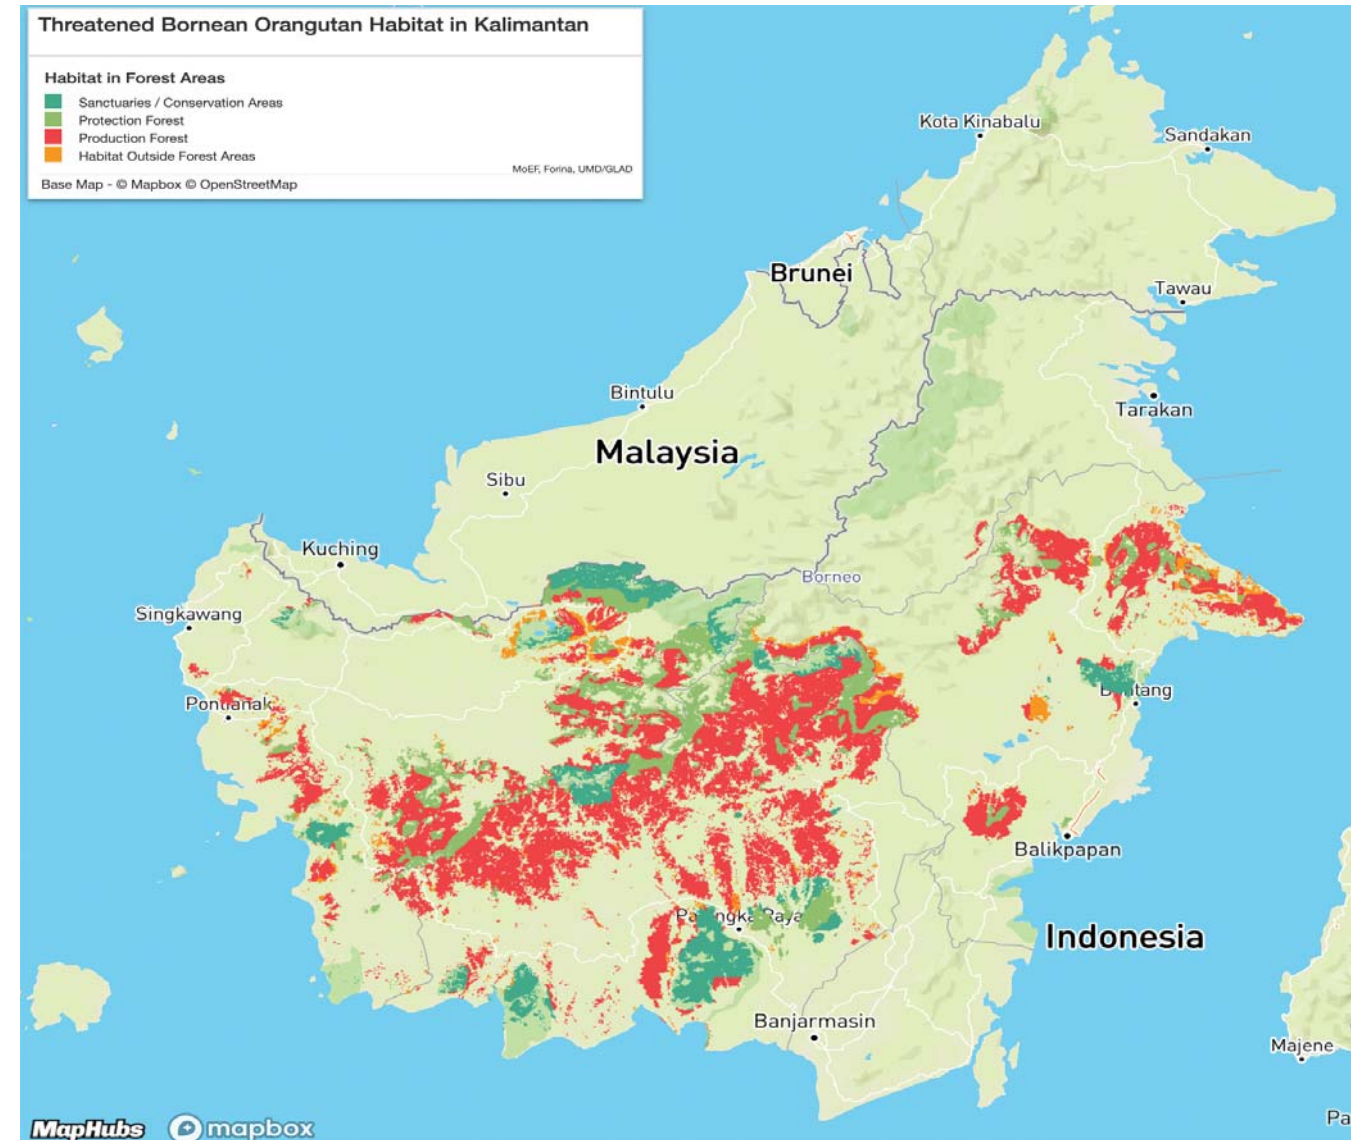 Threatened Bornean Orangutan Habitat in Kalimantan
Habitat in Forest Areas
Sanctuaries / Conservation Areas
Protection Forest
Production Forest
Habitat Outside Forest Areas
MoEF, Forina, UMD/GLAD
Base Map - © Mapbox © OpenStreetMap
Kota Kinabalu
Sandakan
Brunei
Tawau
Bintulu
Tarakan
Malaysia
Sibu
Kuching
Borneo
Singkawang
Pontianak
Balikpapan
Indonesia
Banjarmasin
Majene
Pa
MapHubs
mapbox